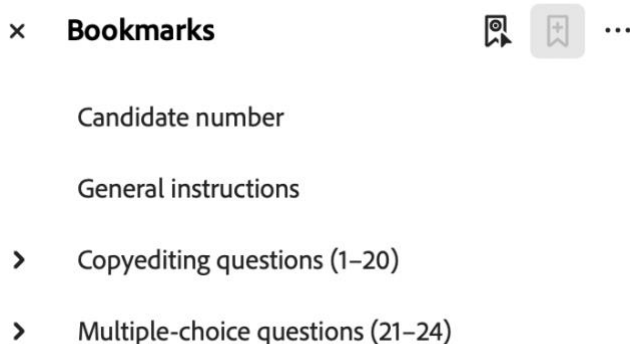 Bookmarks
Candidate number
General instructions
Copyediting questions (1–20)
Multiple-choice questions (21–24)